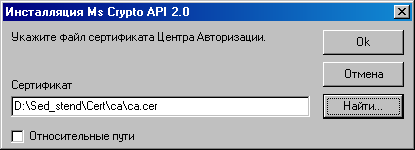 Инсталляция Ms Crypto API 2.0
Укажите файл сертификата Центра Авторизации.
Ok
Отмена
Сертификат
D:\Sed_stend\Cert\ca\ca.cer
Найти...
Относительные пути